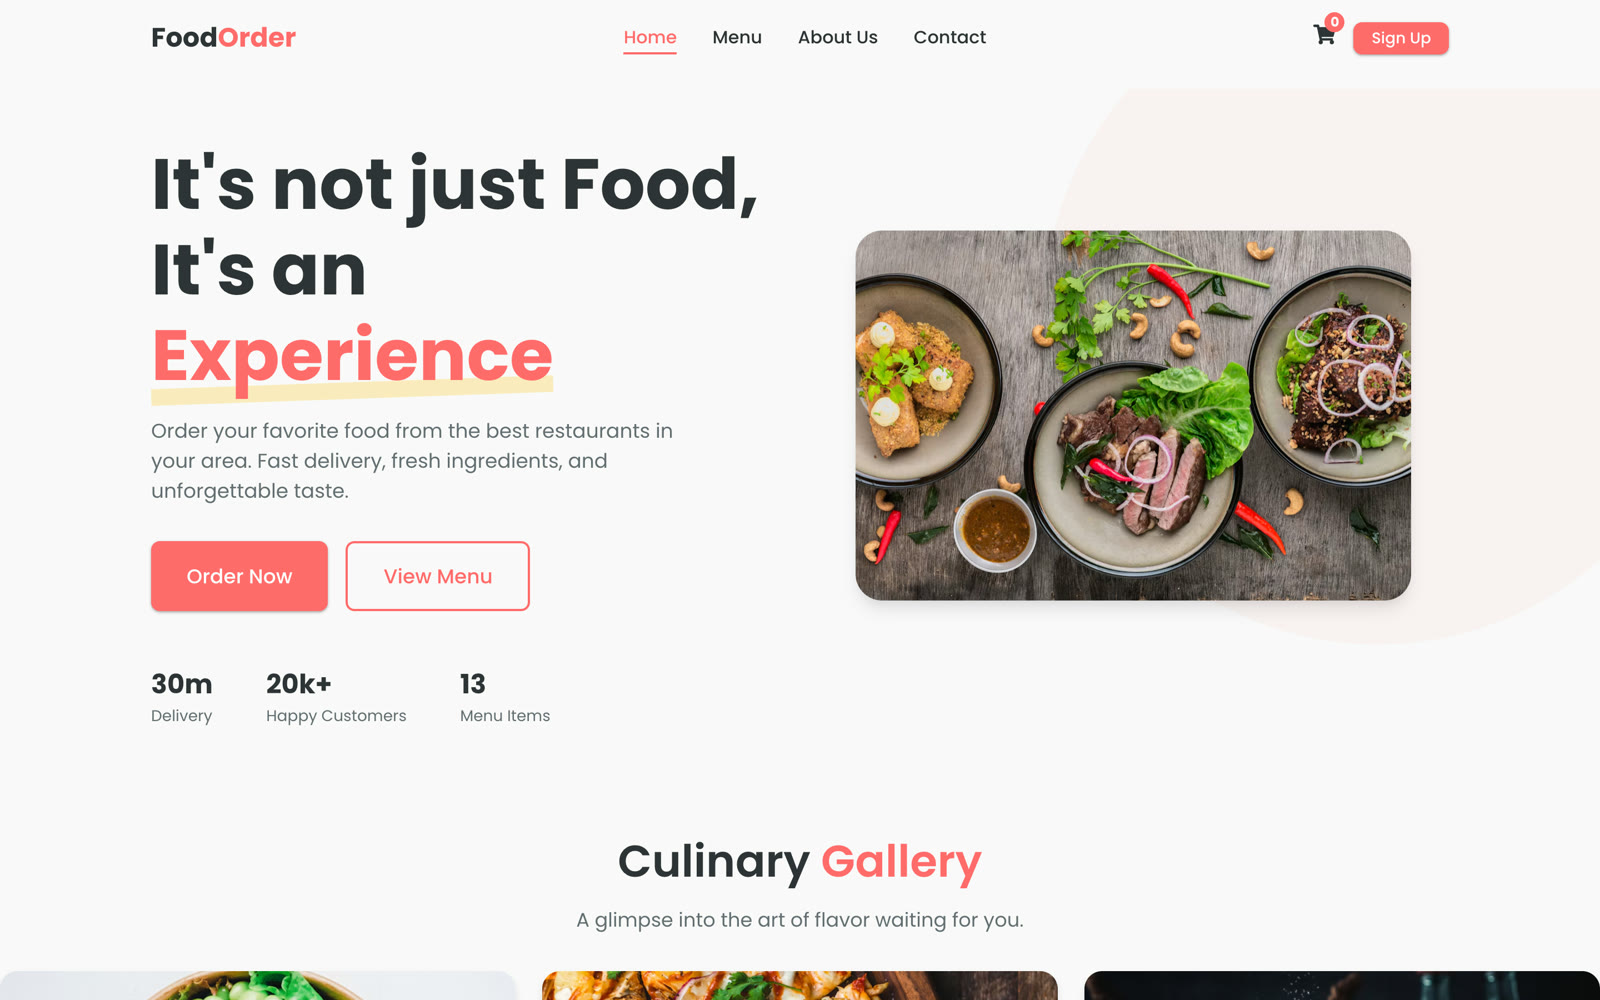 FoodOrder
Home
Menu
About Us
Contact
0
Sign Up
It's not just Food,
It's an
Experience
Order your favorite food from the best restaurants in
your area. Fast delivery, fresh ingredients, and
unforgettable taste.
Order Now
View Menu
30m
Delivery
20k+
Happy Customers
13
Menu Items
Culinary Gallery
A glimpse into the art of flavor waiting for you.